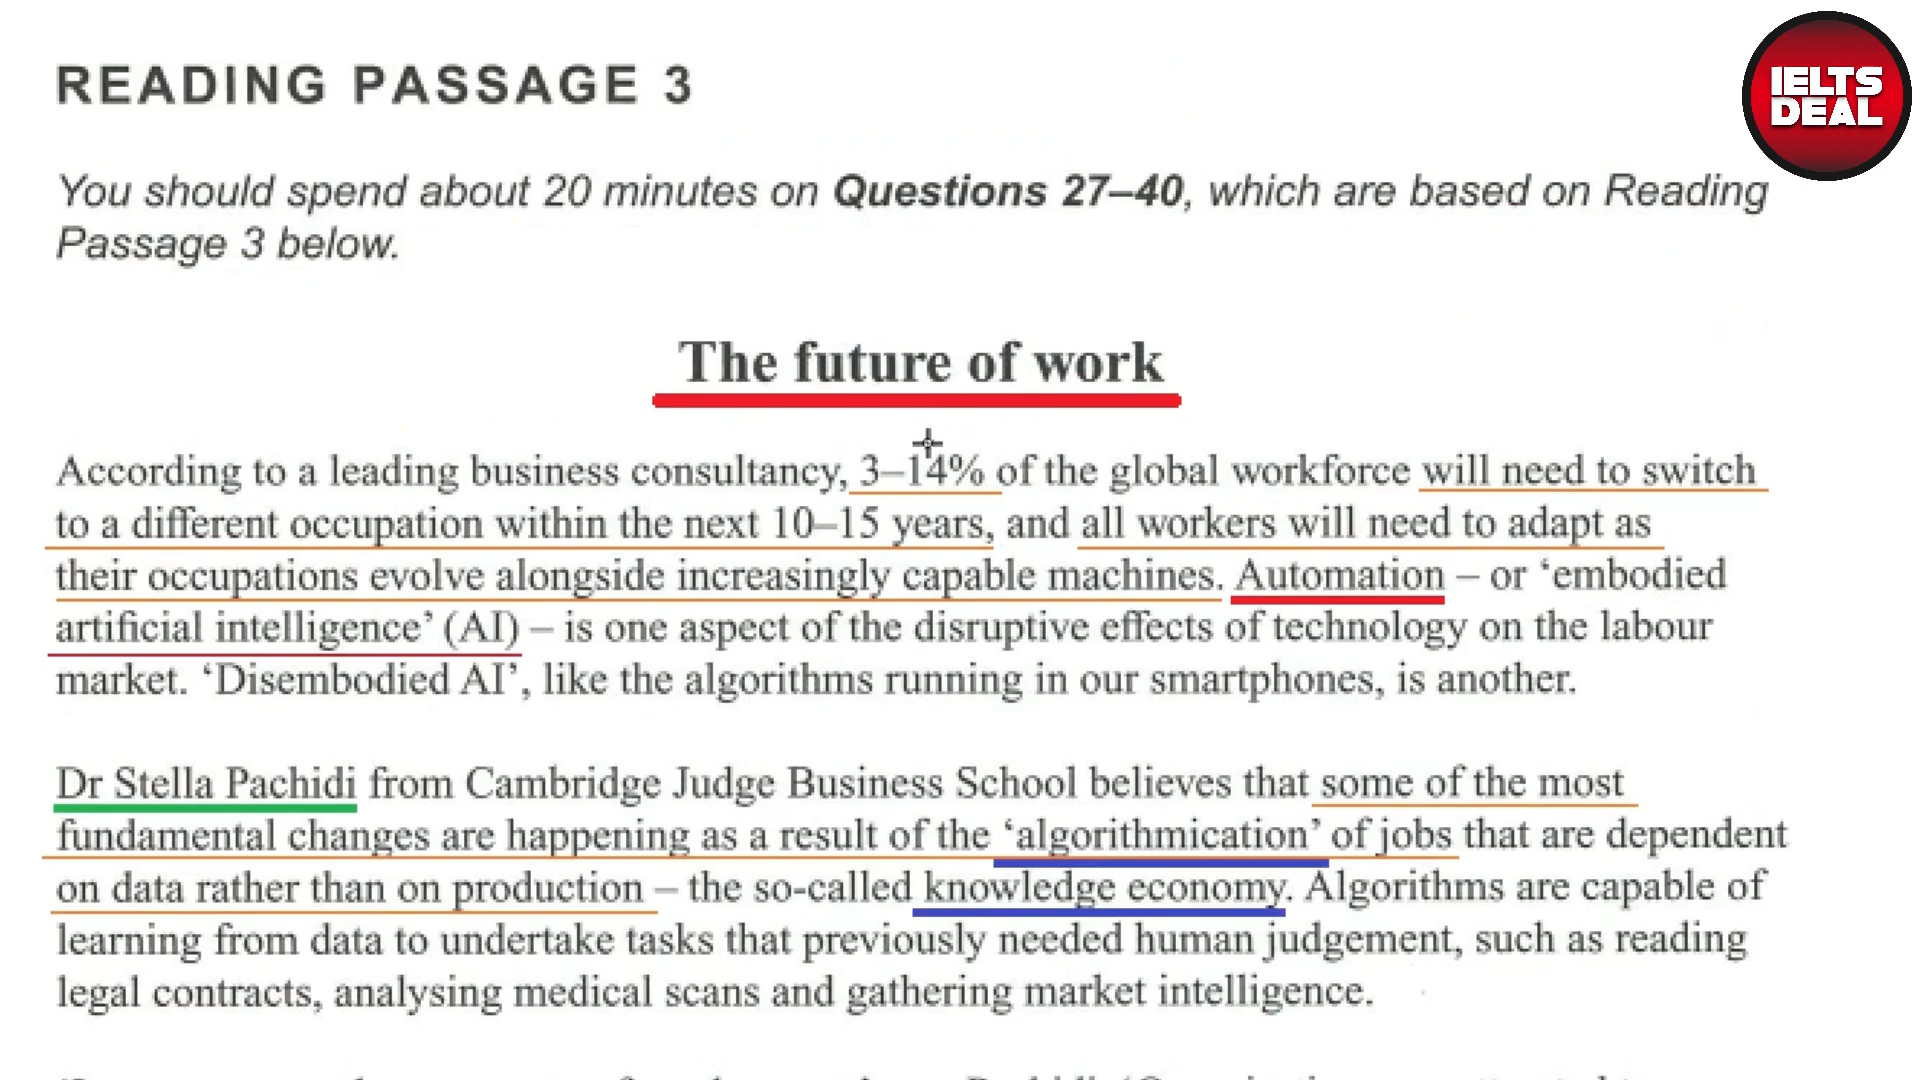 IELTS
DEAL
READING PASSAGE 3
You should spend about 20 minutes on Questions 27–40, which are based on Reading
Passage 3 below.
The future of work
According to a leading business consultancy, 3–14% of the global workforce will need to switch
to a different occupation within the next 10–15 years, and all workers will need to adapt as
their occupations evolve alongside increasingly capable machines. Automation – or ‘embodied
artificial intelligence’ (AI) – is one aspect of the disruptive effects of technology on the labour
market. ‘Disembodied AI’, like the algorithms running in our smartphones, is another.
Dr Stella Pachidi from Cambridge Judge Business School believes that some of the most
fundamental changes are happening as a result of the ‘algorithmication’ of jobs that are dependent
on data rather than on production – the so-called knowledge economy. Algorithms are capable of
learning from data to undertake tasks that previously needed human judgement, such as reading
legal contracts, analysing medical scans and gathering market intelligence.